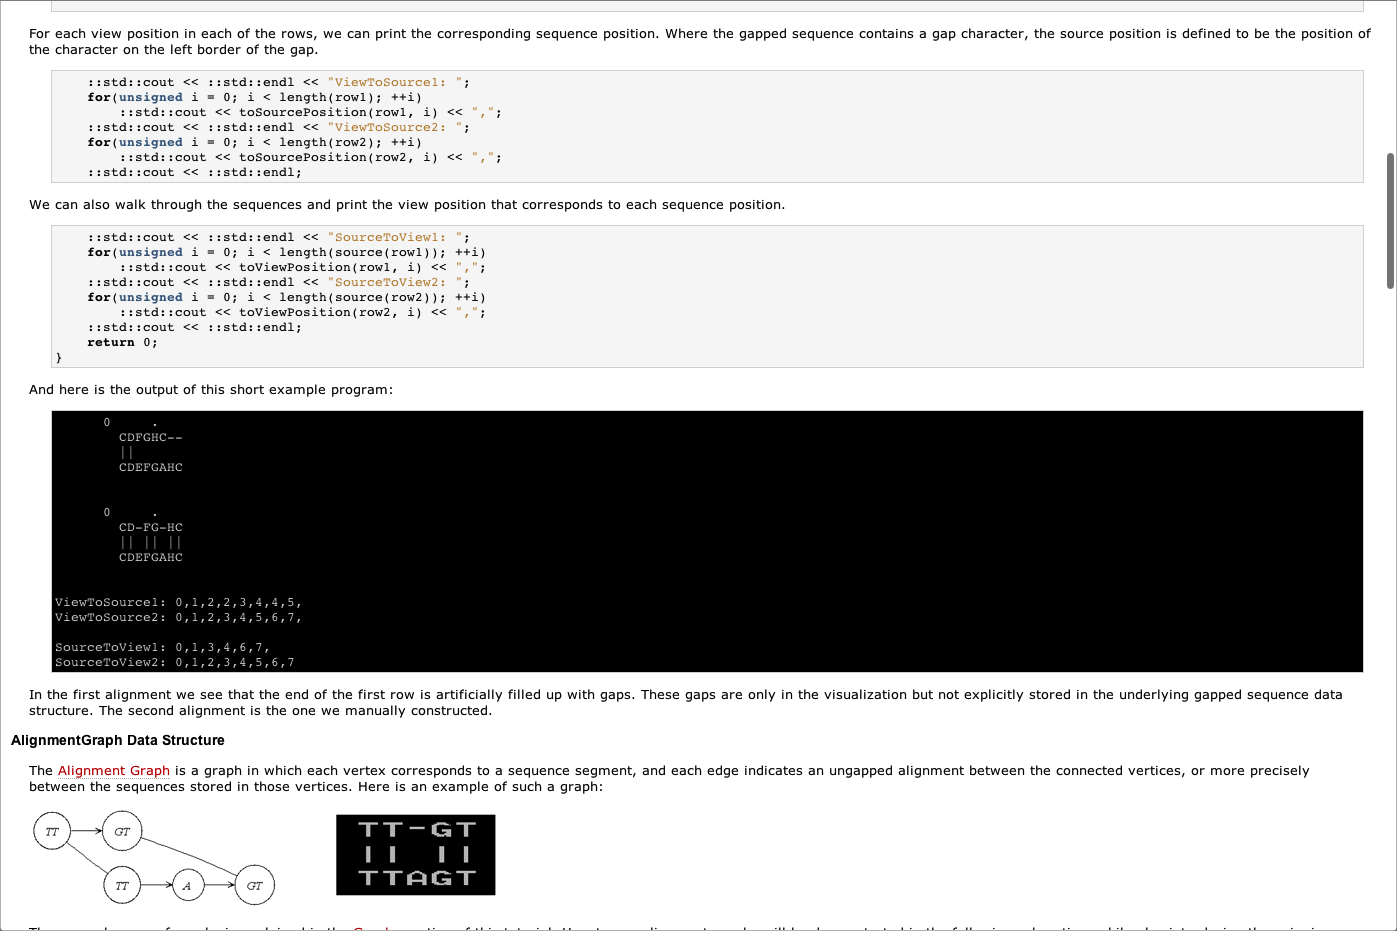 For each view position in each of the rows, we can print the corresponding sequence position. Where the gapped sequence contains a gap character, the source position is defined to be the position of
the character on the left border of the gap.
::std::cout << ::std::endl << "ViewToSource1: ";
for(unsigned i = 0; i < length(row1); ++i)
::std::cout << toSourcePosition(row1, i) << ",";
::std::cout << ::std::endl << "ViewToSource2: ";
for(unsigned i = 0; i < length(row2); ++i)
::std::cout << toSourcePosition(row2, i) << ",";
::std::cout << ::std::endl;
We can also walk through the sequences and print the view position that corresponds to each sequence position.
::std::cout << ::std::endl << "SourceToView1: ";
for(unsigned i = 0; i < length(source(row1)); ++i)
::std::cout << toViewPosition(row1, i) << ",";
::std::cout << ::std::endl << "SourceToView2: ";
for(unsigned i = 0; i < length(source(row2)); ++i)
::std::cout << toViewPosition(row2, i) << ",";
::std::cout << ::std::endl;
return 0;
}
And here is the output of this short example program:
0 .
CDFGHC--
||
CDEFGAHC
0 .
CD-FG-HC
|| || ||
CDEFGAHC
ViewToSource1: 0,1,2,2,3,4,4,5,
ViewToSource2: 0,1,2,3,4,5,6,7,
SourceToView1: 0,1,3,4,6,7,
SourceToView2: 0,1,2,3,4,5,6,7
In the first alignment we see that the end of the first row is artificially filled up with gaps. These gaps are only in the visualization but not explicitly stored in the underlying gapped sequence data
structure. The second alignment is the one we manually constructed.
AlignmentGraph Data Structure
The Alignment Graph is a graph in which each vertex corresponds to a sequence segment, and each edge indicates an ungapped alignment between the connected vertices, or more precisely
between the sequences stored in those vertices. Here is an example of such a graph:
TT GT
TT A GT
TT-GT
|| ||
TTAGT